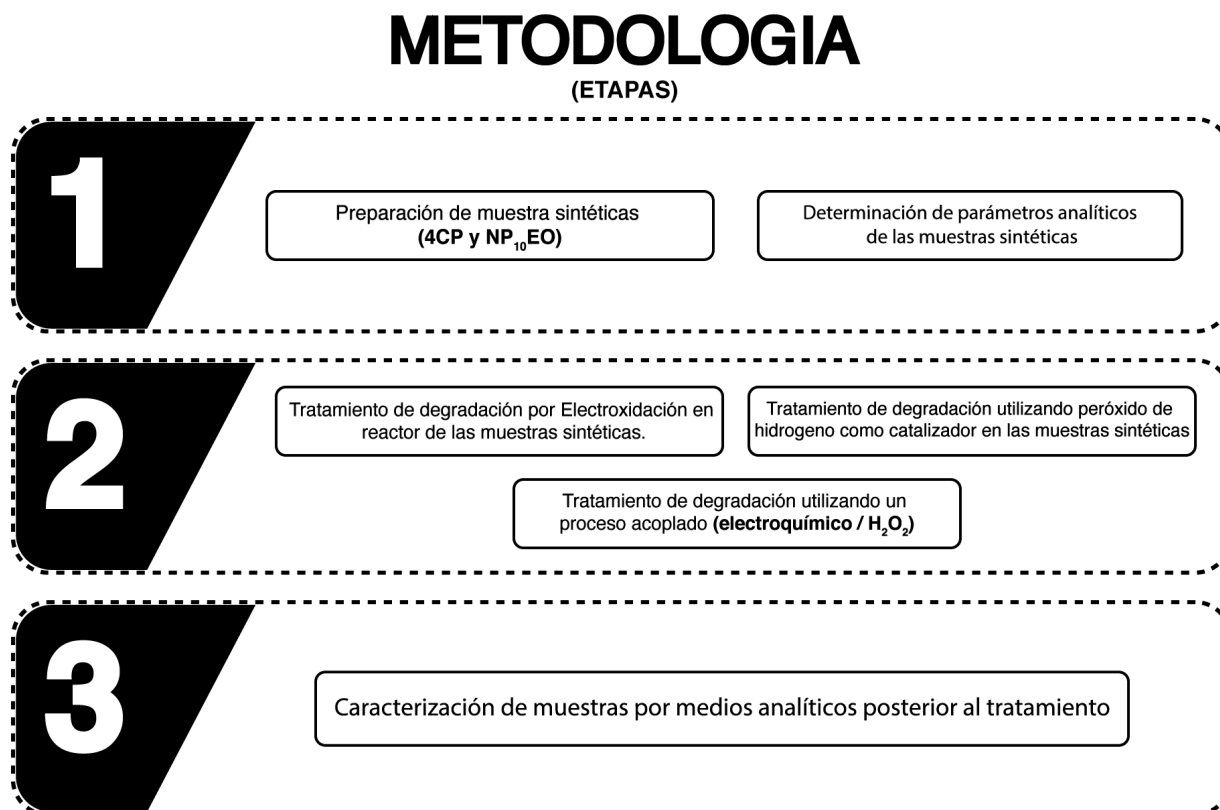 METODOLOGIA
(ETAPAS)
1
Preparación de muestra sintéticas
(4CP y NP₁₀EO)
Determinación de parámetros analíticos
de las muestras sintéticas
2
Tratamiento de degradación por Electroxidación en
reactor de las muestras sintéticas.
Tratamiento de degradación utilizando peróxido de
hidrogeno como catalizador en las muestras sintéticas
Tratamiento de degradación utilizando un
proceso acoplado (electroquímico / H₂O₂)
3
Caracterización de muestras por medios analíticos posterior al tratamiento